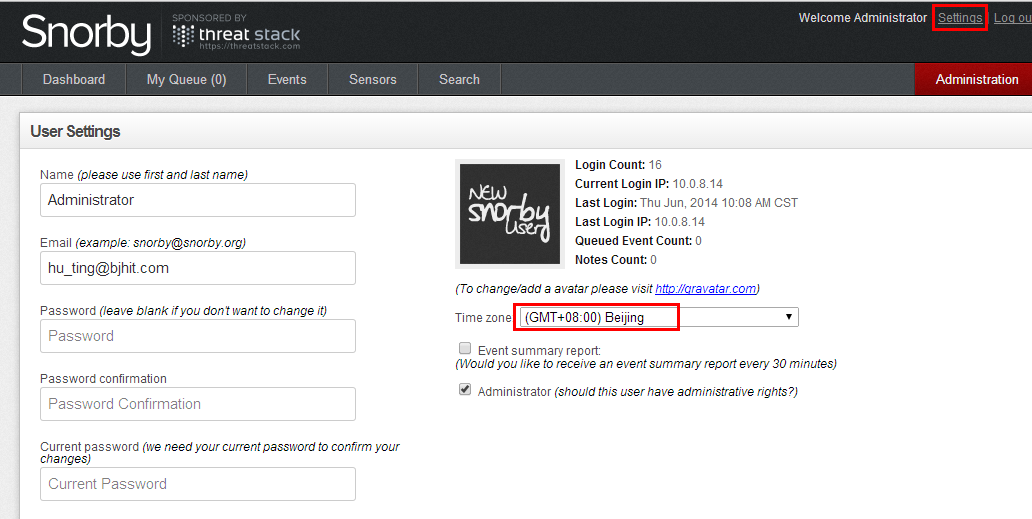 Snorby
SPONSORED BY
threat stack
https://threatstack.com
Welcome Administrator Settings | Log ou
Dashboard My Queue (0) Events Sensors Search Administration
User Settings
Name (please use first and last name)
Administrator
Email (example: snorby@snorby.org)
hu_ting@bjhit.com
Password (leave blank if you don't want to change it)
Password
Password confirmation
Password Confirmation
Current password (we need your current password to confirm your
changes)
Current Password
NEW
snorby
user
Login Count: 16
Current Login IP: 10.0.8.14
Last Login: Thu Jun, 2014 10:08 AM CST
Last Login IP: 10.0.8.14
Queued Event Count: 0
Notes Count: 0
(To change/add a avatar please visit http://gravatar.com)
Time zone (GMT+08:00) Beijing
Event summary report:
(Would you like to receive an event summary report every 30 minutes)
Administrator (should this user have administrative rights?)